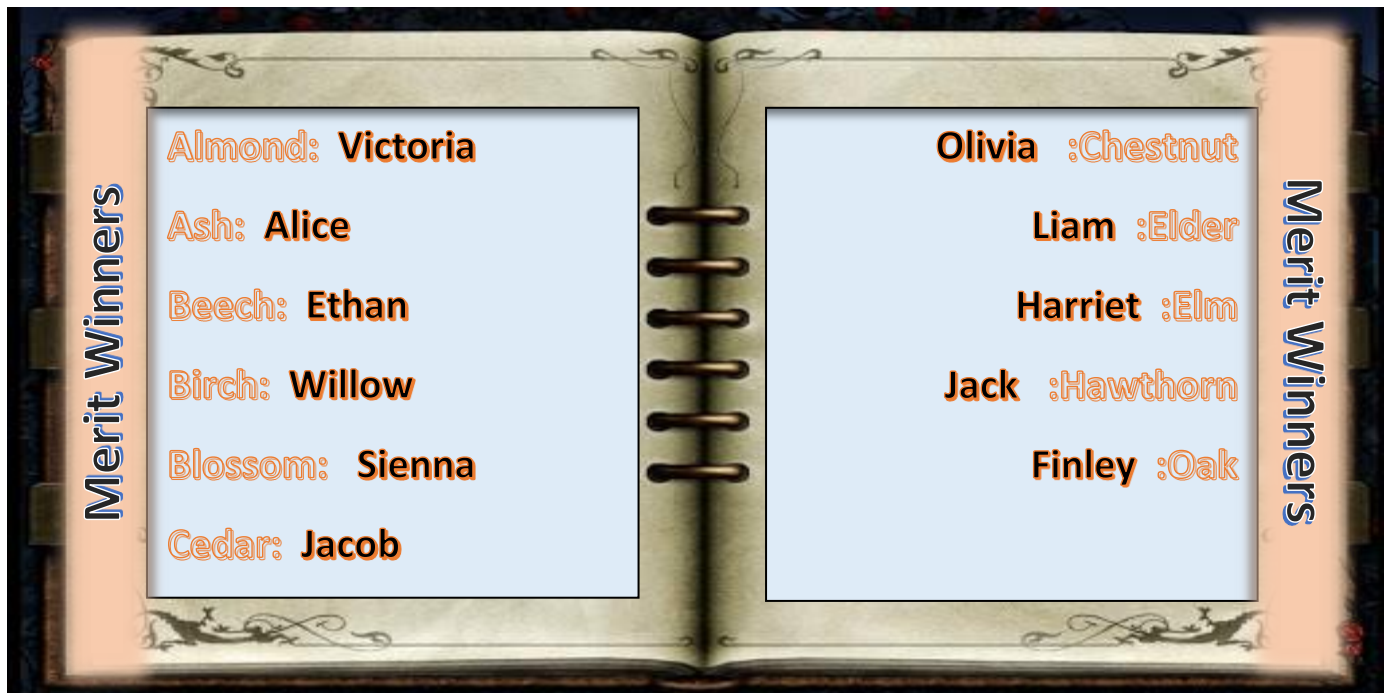 Merit Winners
Almond: Victoria
Ash: Alice
Beech: Ethan
Birch: Willow
Blossom: Sienna
Cedar: Jacob
Olivia :Chestnut
Liam :Elder
Harriet :Elm
Jack :Hawthorn
Finley :Oak
Merit Winners